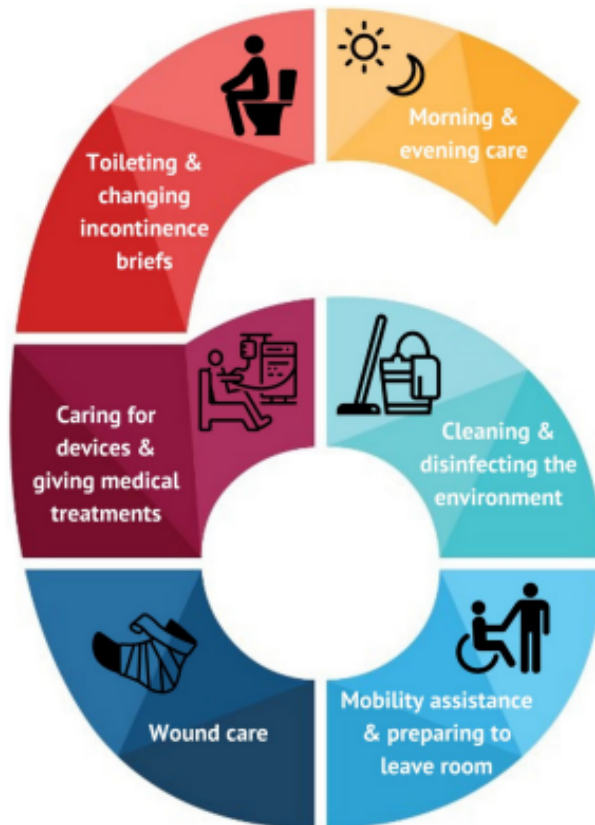 Morning &
evening care
Toileting &
changing
incontinence
briefs
Caring for
devices &
giving medical
treatments
Cleaning &
disinfecting the
environment
Wound care
Mobility assistance
& preparing to
leave room